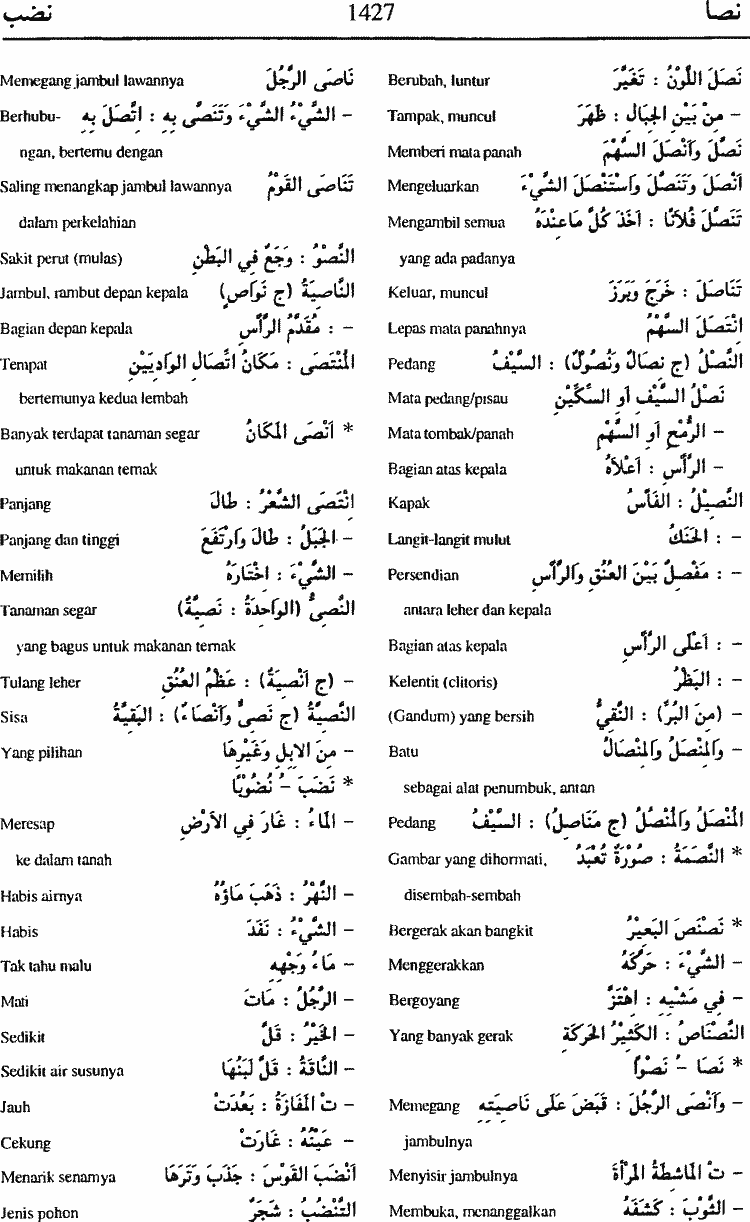 نصا 1427 نضب
نَصَلَ اللَّوْنُ : تَغَيَّرَ Berubah, luntur
– مِنْ بَيْنِ الجِبَالِ : ظَهَرَ Tampak, muncul
نَصَّلَ وَأَنْصَلَ السَّهْمَ Memberi mata panah
أَنْصَلَ وَتَنَصَّلَ وَاسْتَنْصَلَ الشَّيْءَ Mengeluarkan
تَنَصَّلَ فُلَانًا : اَخَذَ كُلَّ مَاعِنْدَهُ Mengambil semua
yang ada padanya
تَنَاصَلَ : خَرَجَ وَبَرَزَ Keluar, muncul
انْتَصَلَ السَّهْمُ Lepas mata panahnya
النَّصْلُ (ج نِصَالٌ وَنُصُولٌ) : السَّيْفُ Pedang
نَصْلُ السَّيْفِ اَوِ السِّكِّيْنِ Mata pedang/pisau
– الرُّمْحِ اَوِ السَّهْمِ Mata tombak/panah
– الرَّأْسِ : اَعْلَاهُ Bagian atas kepala
النَّصِيْلُ : الفَأْسُ Kapak
– : الحَنَكُ Langit-langit mulut
– : مَفْصِلٌ بَيْنَ العُنُقِ وَالرَّأْسِ Persendian
antara leher dan kepala
– : اَعْلَى الرَّأْسِ Bagian atas kepala
– : البَظْرُ Kelentit (clitoris)
– (مِنَ البُرِّ) : النَّقِيُّ (Gandum) yang bersih
– وَالمِنْصَلُ وَالمِنْصَالُ Batu
sebagai alat penumbuk, antan
المُنْصَلُ وَالمُنْصُلُ (ج مَنَاصِلُ) : السَّيْفُ Pedang
* النَّصَمَةُ : صُوْرَةٌ تُعْبَدُ Gambar yang dihormati,
disembah-sembah
* نَصْنَصَ البَعِيْرُ Bergerak akan bangkit
– الشَّيْءَ : حَرَّكَهُ Menggerakkan
– فِي مَشْيِهِ : اهْتَزَّ Bergoyang
النَّصْنَاصُ : الكَثِيْرُ الحَرَكَةِ Yang banyak gerak
* نَصَا – نَصْوًا
– وَأَنْصَى الرَّجُلَ : قَبَضَ عَلَى نَاصِيَتِهِ Memegang
jambulnya
– تْ المَاشِطَةُ المَرْأَةَ Menyisir jambulnya
– الثَّوْبَ : كَشَفَهُ Membuka, menanggalkan
نَاصَى الرَّجُلَ Memegang jambul lawannya
– الشَّيْءُ الشَّيْءَ وَتَنَصَّى بِهِ : اتَّصَلَ بِهِ Berhubu-
ngan, bertemu dengan
تَنَاصَى القَوْمُ Saling menangkap jambul lawannya
dalam perkelahian
النَّصْوُ : وَجَعٌ فِي البَطْنِ Sakit perut (mulas)
النَّاصِيَةُ (ج نَوَاصٍ) Jambul, rambut depan kepala
– : مُقَدَّمُ الرَّأْسِ Bagian depan kepala
المُنْتَصَى : مَكَانُ اتِّصَالِ الوَادِيَيْنِ Tempat
bertemunya kedua lembah
* اَنْصَى المَكَانُ Banyak terdapat tanaman segar
untuk makanan ternak
انْتَصَى الشَّعْرُ : طَالَ Panjang
– الجَبَلُ : طَالَ وَارْتَفَعَ Panjang dan tinggi
– الشَّيْءَ : اخْتَارَهُ Memilih
النَّصِيُّ (الوَاحِدَةُ : نَصِيَّةٌ) Tanaman segar
yang bagus untuk makanan ternak
– (ج اَنْصِيَةٌ) : عَظْمُ العُنُقِ Tulang leher
النَّصِيَّةُ (ج نَصِيٌّ وَأَنْصَاءٌ) : البَقِيَّةُ Sisa
– مِنَ الاِبِلِ وَغَيْرِهَا Yang pilihan
* نَضَبَ – نُضُوْبًا
– المَاءُ : غَارَ فِي الاَرْضِ Meresap
ke dalam tanah
– النَّهْرُ : ذَهَبَ مَاؤُهُ Habis airnya
– الشَّيْءُ : نَفَدَ Habis
– مَاءُ وَجْهِهِ Tak tahu malu
– الرَّجُلُ : مَاتَ Mati
– الخَيْرُ : قَلَّ Sedikit
– النَّاقَةُ : قَلَّ لَبَنُهَا Sedikit air susunya
– تْ المَفَازَةُ : بَعُدَتْ Jauh
– عَيْنُهُ : غَارَتْ Cekung
اَنْضَبَ القَوْسَ : جَذَبَ وَتَرَهَا Menarik senarnya
التَّنْضُبُ : شَجَرٌ Jenis pohon